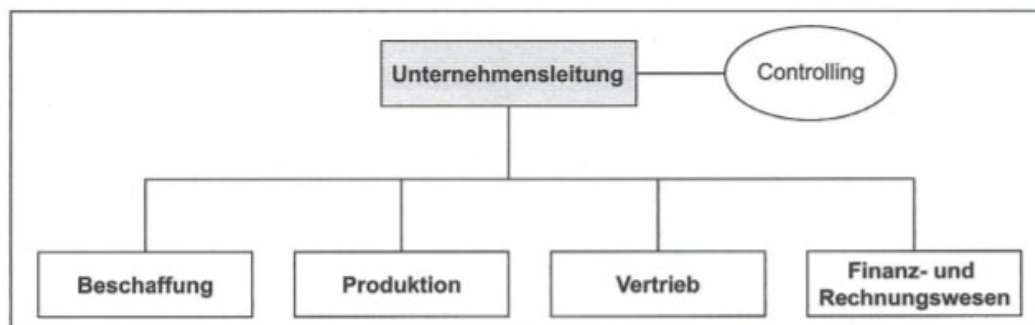 Unternehmensleitung
Controlling
Beschaffung
Produktion
Vertrieb
Finanz- und
Rechnungswesen